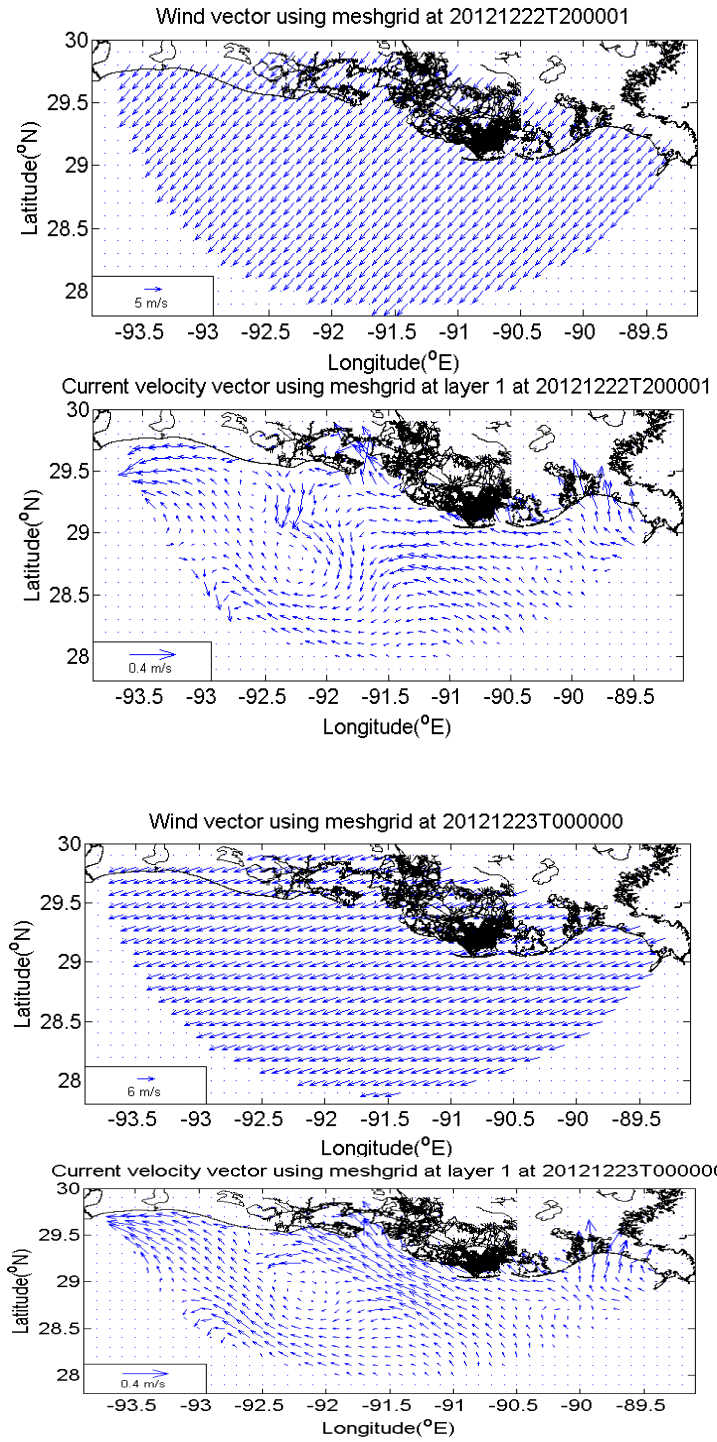 Wind vector using meshgrid at 20121222T200001
30
29.5
29
28.5
28
Latitude(°N)
5 m/s
-93.5 -93 -92.5 -92 -91.5 -91 -90.5 -90 -89.5
Longitude(°E)
Current velocity vector using meshgrid at layer 1 at 20121222T200001
30
29.5
29
28.5
28
Latitude(°N)
0.4 m/s
-93.5 -93 -92.5 -92 -91.5 -91 -90.5 -90 -89.5
Longitude(°E)
Wind vector using meshgrid at 20121223T000000
30
29.5
29
28.5
28
Latitude(°N)
6 m/s
-93.5 -93 -92.5 -92 -91.5 -91 -90.5 -90 -89.5
Longitude(°E)
Current velocity vector using meshgrid at layer 1 at 20121223T000000
30
29.5
29
28.5
28
Latitude(°N)
0.4 m/s
-93.5 -93 -92.5 -92 -91.5 -91 -90.5 -90 -89.5
Longitude(°E)